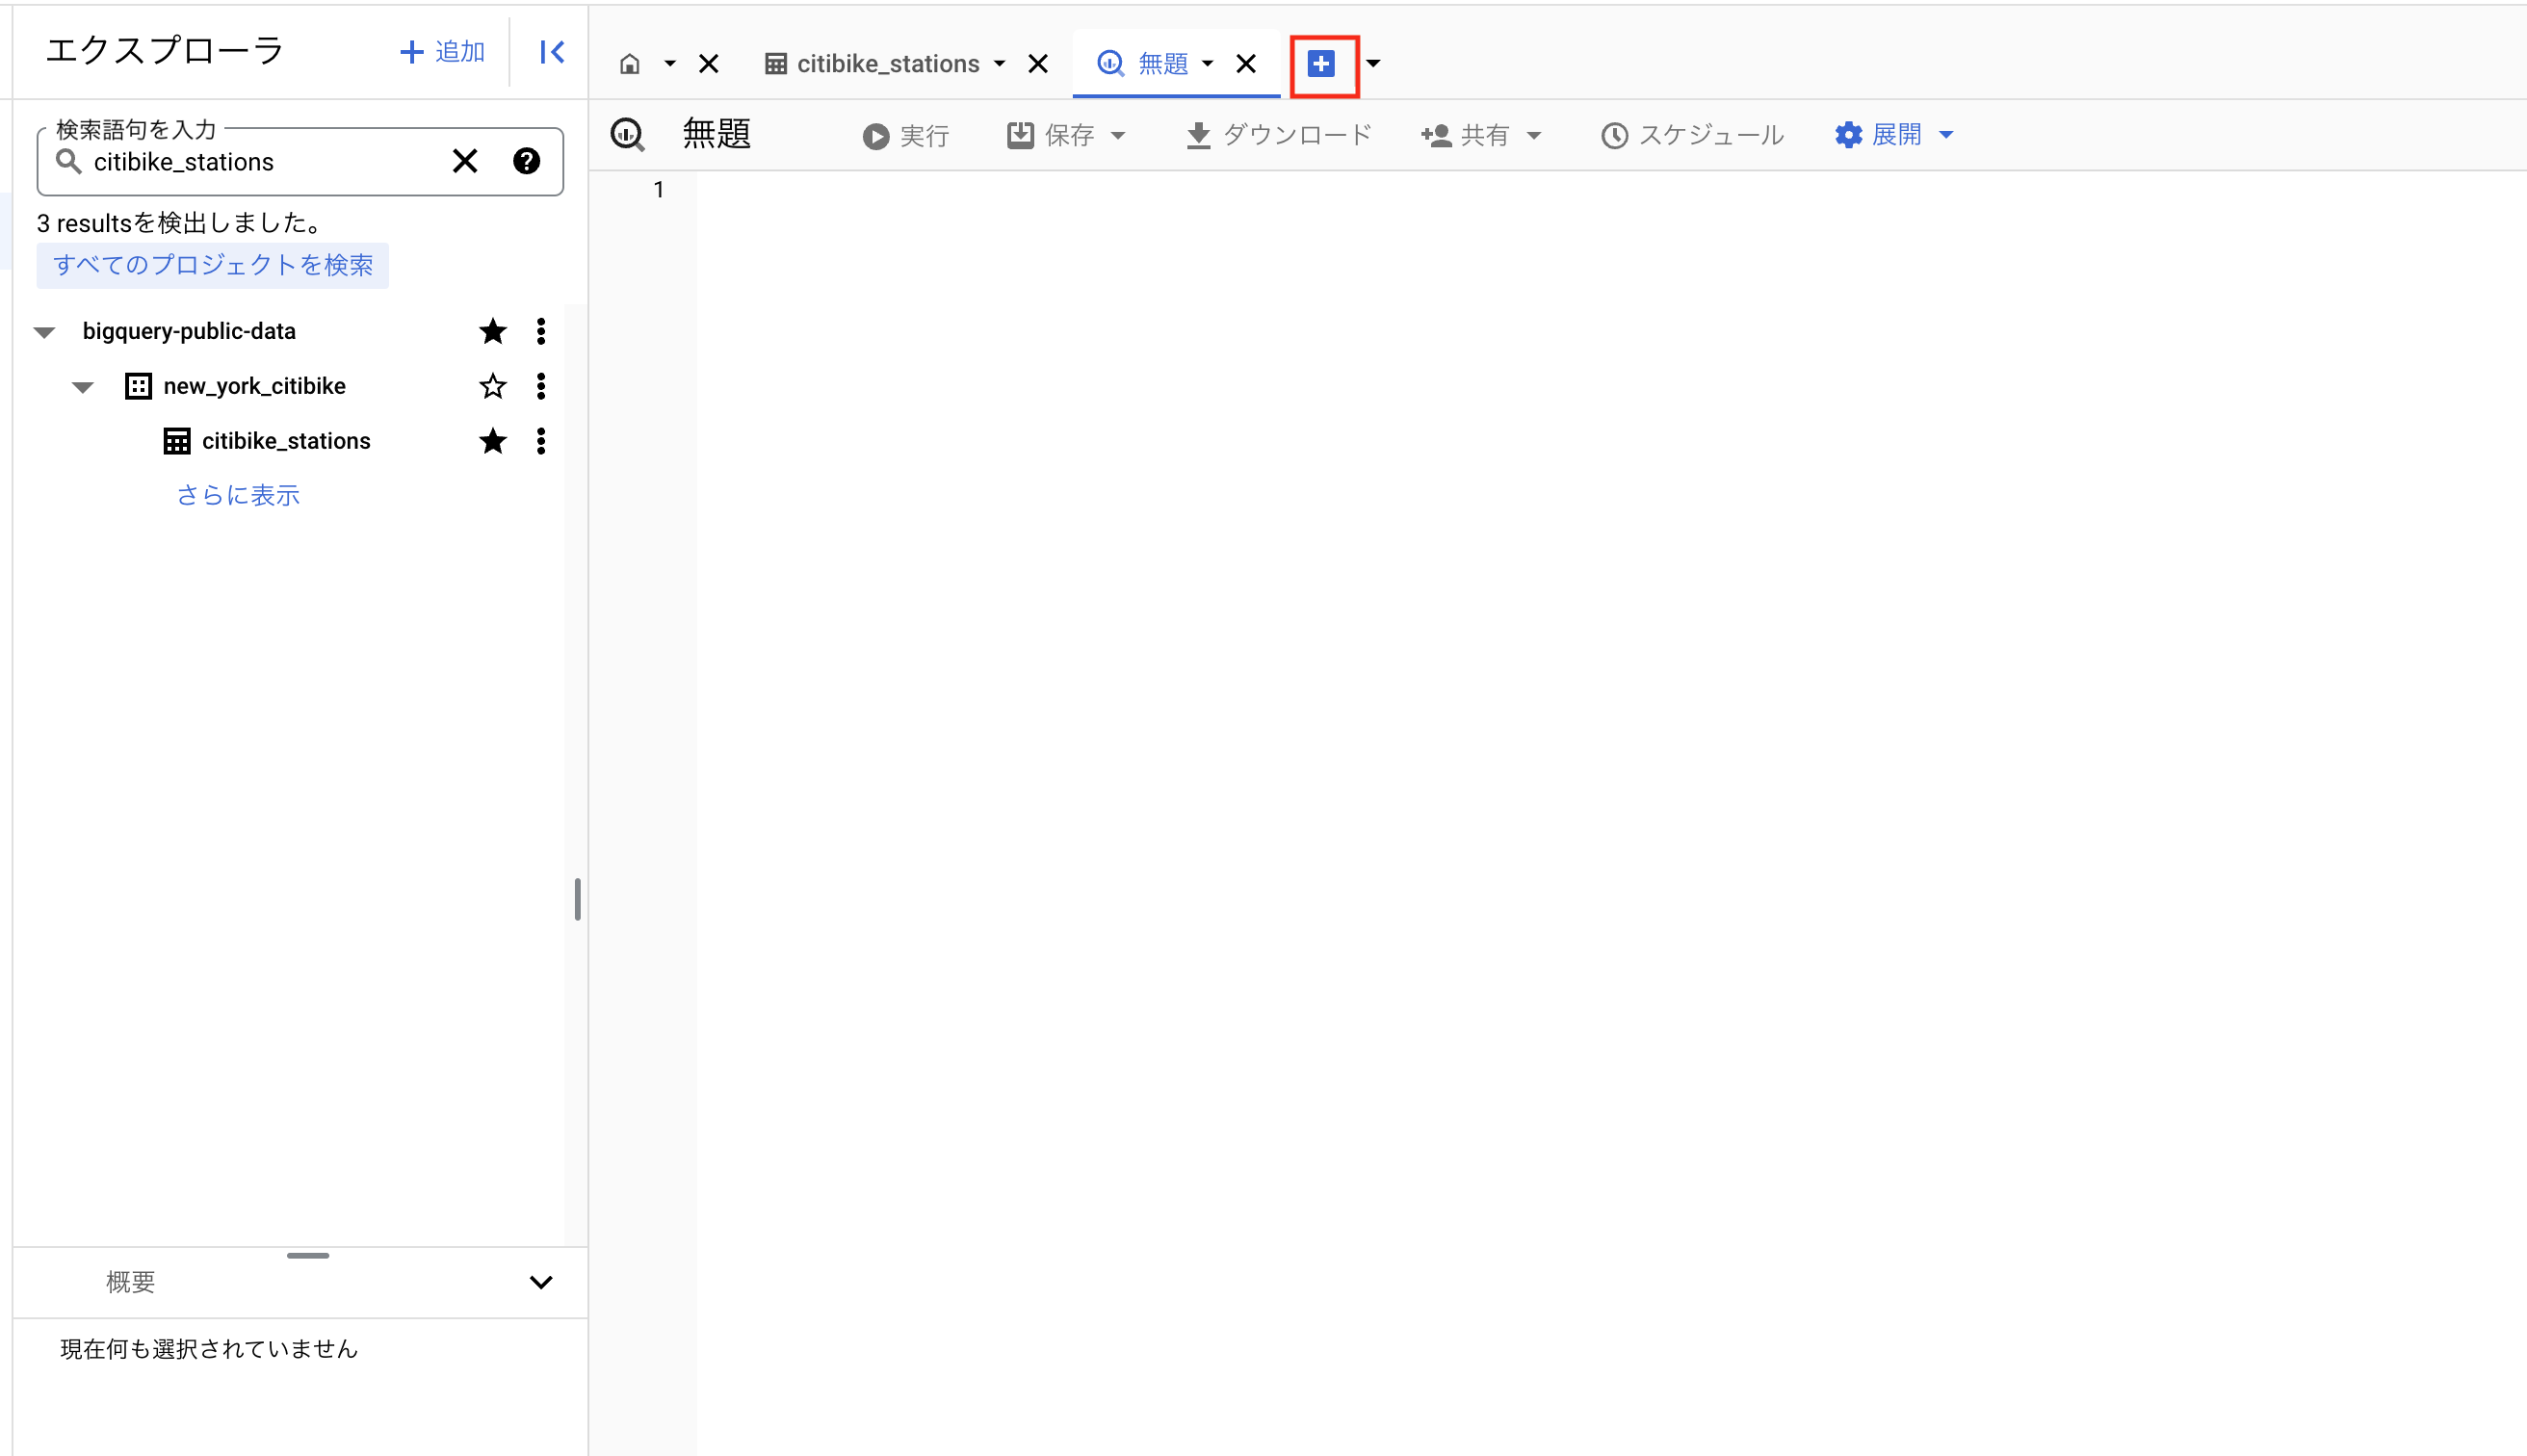 エクスプローラ
追加
検索語句を入力
citibike_stations
3 resultsを検出しました。
すべてのプロジェクトを検索
bigquery-public-data
new_york_citibike
citibike_stations
さらに表示
概要
現在何も選択されていません
citibike_stations
無題
無題
実行
保存
ダウンロード
共有
スケジュール
展開
1